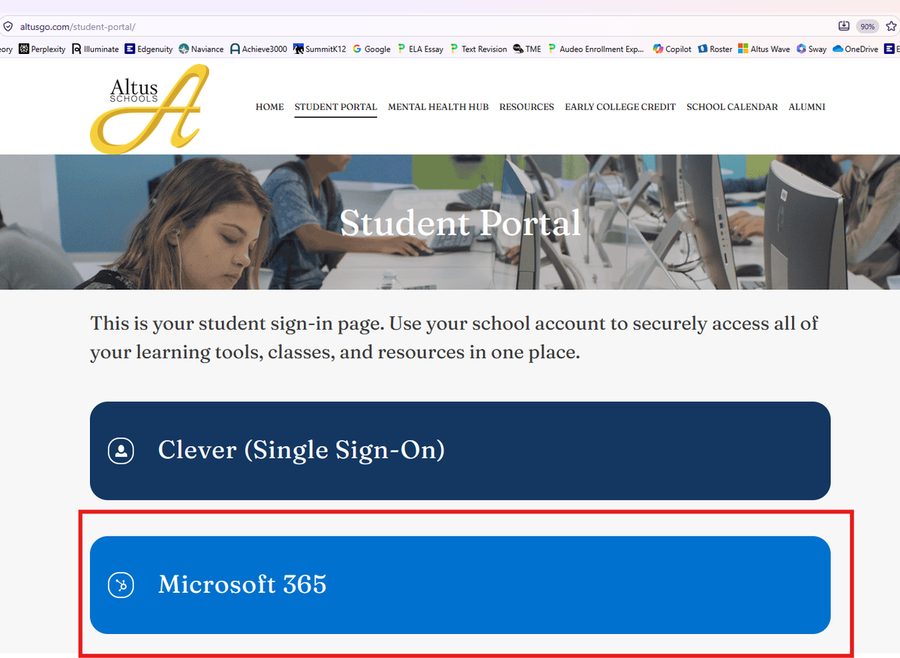 altusgo.com/student-portal/
90%
eory Perplexity Illuminate Edgenuity Naviance Achieve3000 SummitK12 Google ELA Essay Text Revision TME Audeo Enrollment Exp... Copilot Roster Altus Wave Sway OneDrive
Altus
SCHOOLS
HOME STUDENT PORTAL MENTAL HEALTH HUB RESOURCES EARLY COLLEGE CREDIT SCHOOL CALENDAR ALUMNI
Student Portal
This is your student sign-in page. Use your school account to securely access all of
your learning tools, classes, and resources in one place.
Clever (Single Sign-On)
Microsoft 365